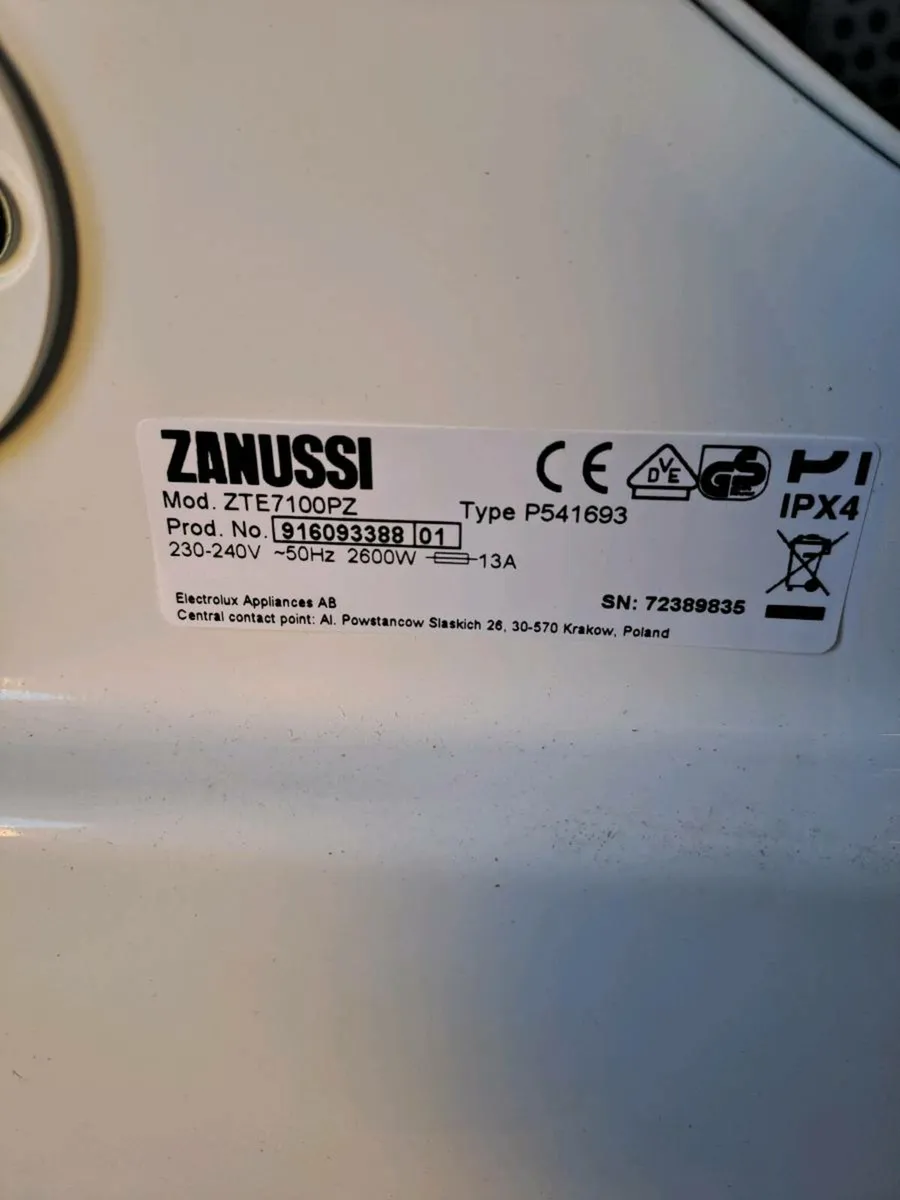 ZANUSSI
CE DVE GS
Mod. ZTE7100PZ Type P541693 IPX4
Prod. No. 916093388 01
230-240V ~50Hz 2600W 13A
Electrolux Appliances AB SN: 72389835
Central contact point: Al. Powstancow Slaskich 26, 30-570 Krakow, Poland